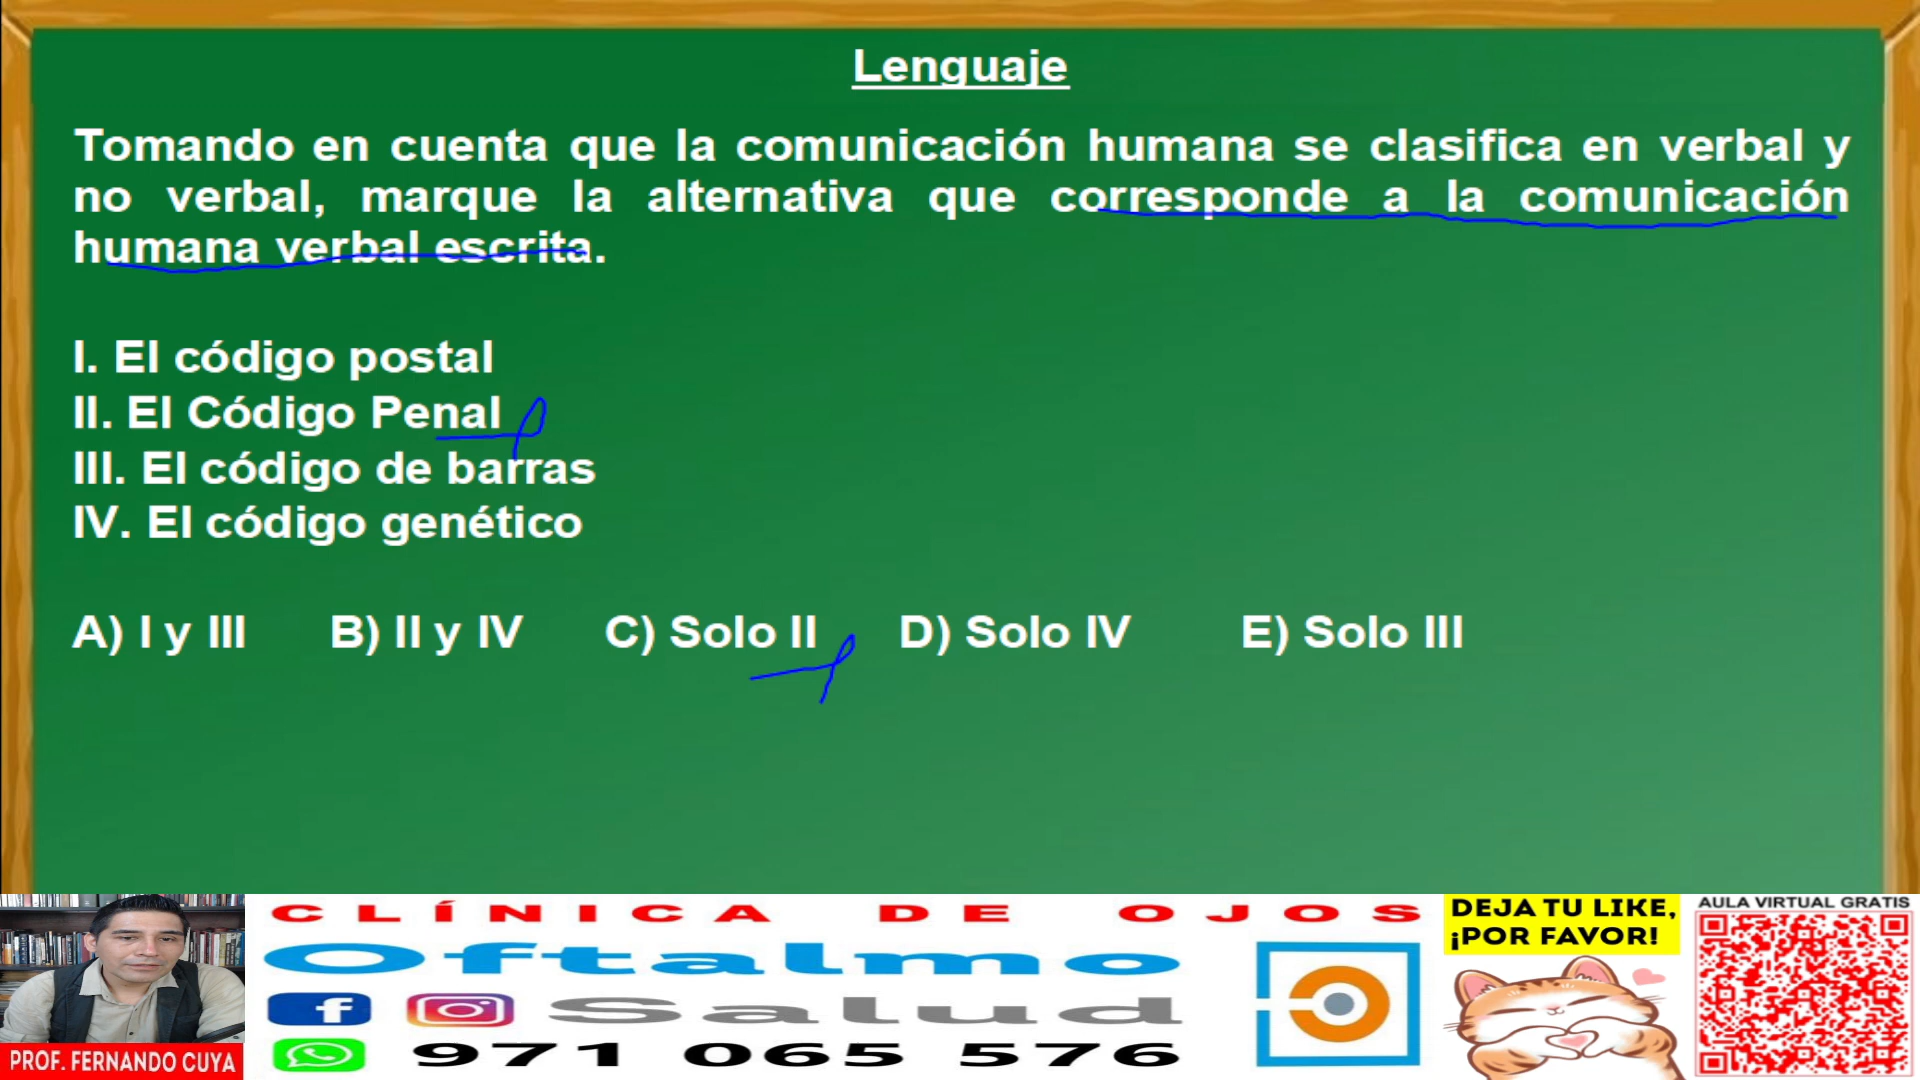 Lenguaje
Tomando en cuenta que la comunicación humana se clasifica en verbal y
no verbal, marque la alternativa que corresponde a la comunicación
humana verbal escrita.
I. El código postal
II. El Código Penal
III. El código de barras
IV. El código genético
A) I y III B) II y IV C) Solo II D) Solo IV E) Solo III
PROF. FERNANDO CUYA
CLÍNICA DE OJOS
Oftalmo
Salud
971 065 576
DEJA TU LIKE,
¡POR FAVOR!
AULA VIRTUAL GRATIS